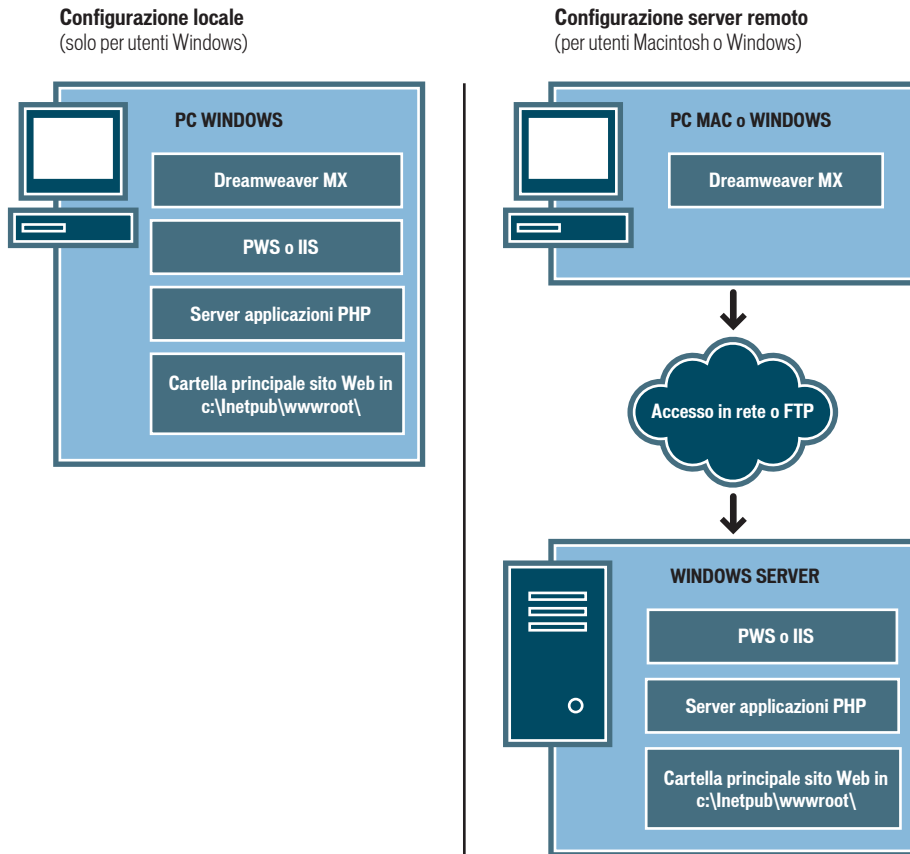 Configurazione locale
(solo per utenti Windows)
PC WINDOWS
Dreamweaver MX
PWS o IIS
Server applicazioni PHP
Cartella principale sito Web in
c:\Inetpub\wwwroot\
Configurazione server remoto
(per utenti Macintosh o Windows)
PC MAC o WINDOWS
Dreamweaver MX
Accesso in rete o FTP
WINDOWS SERVER
PWS o IIS
Server applicazioni PHP
Cartella principale sito Web in
c:\Inetpub\wwwroot\